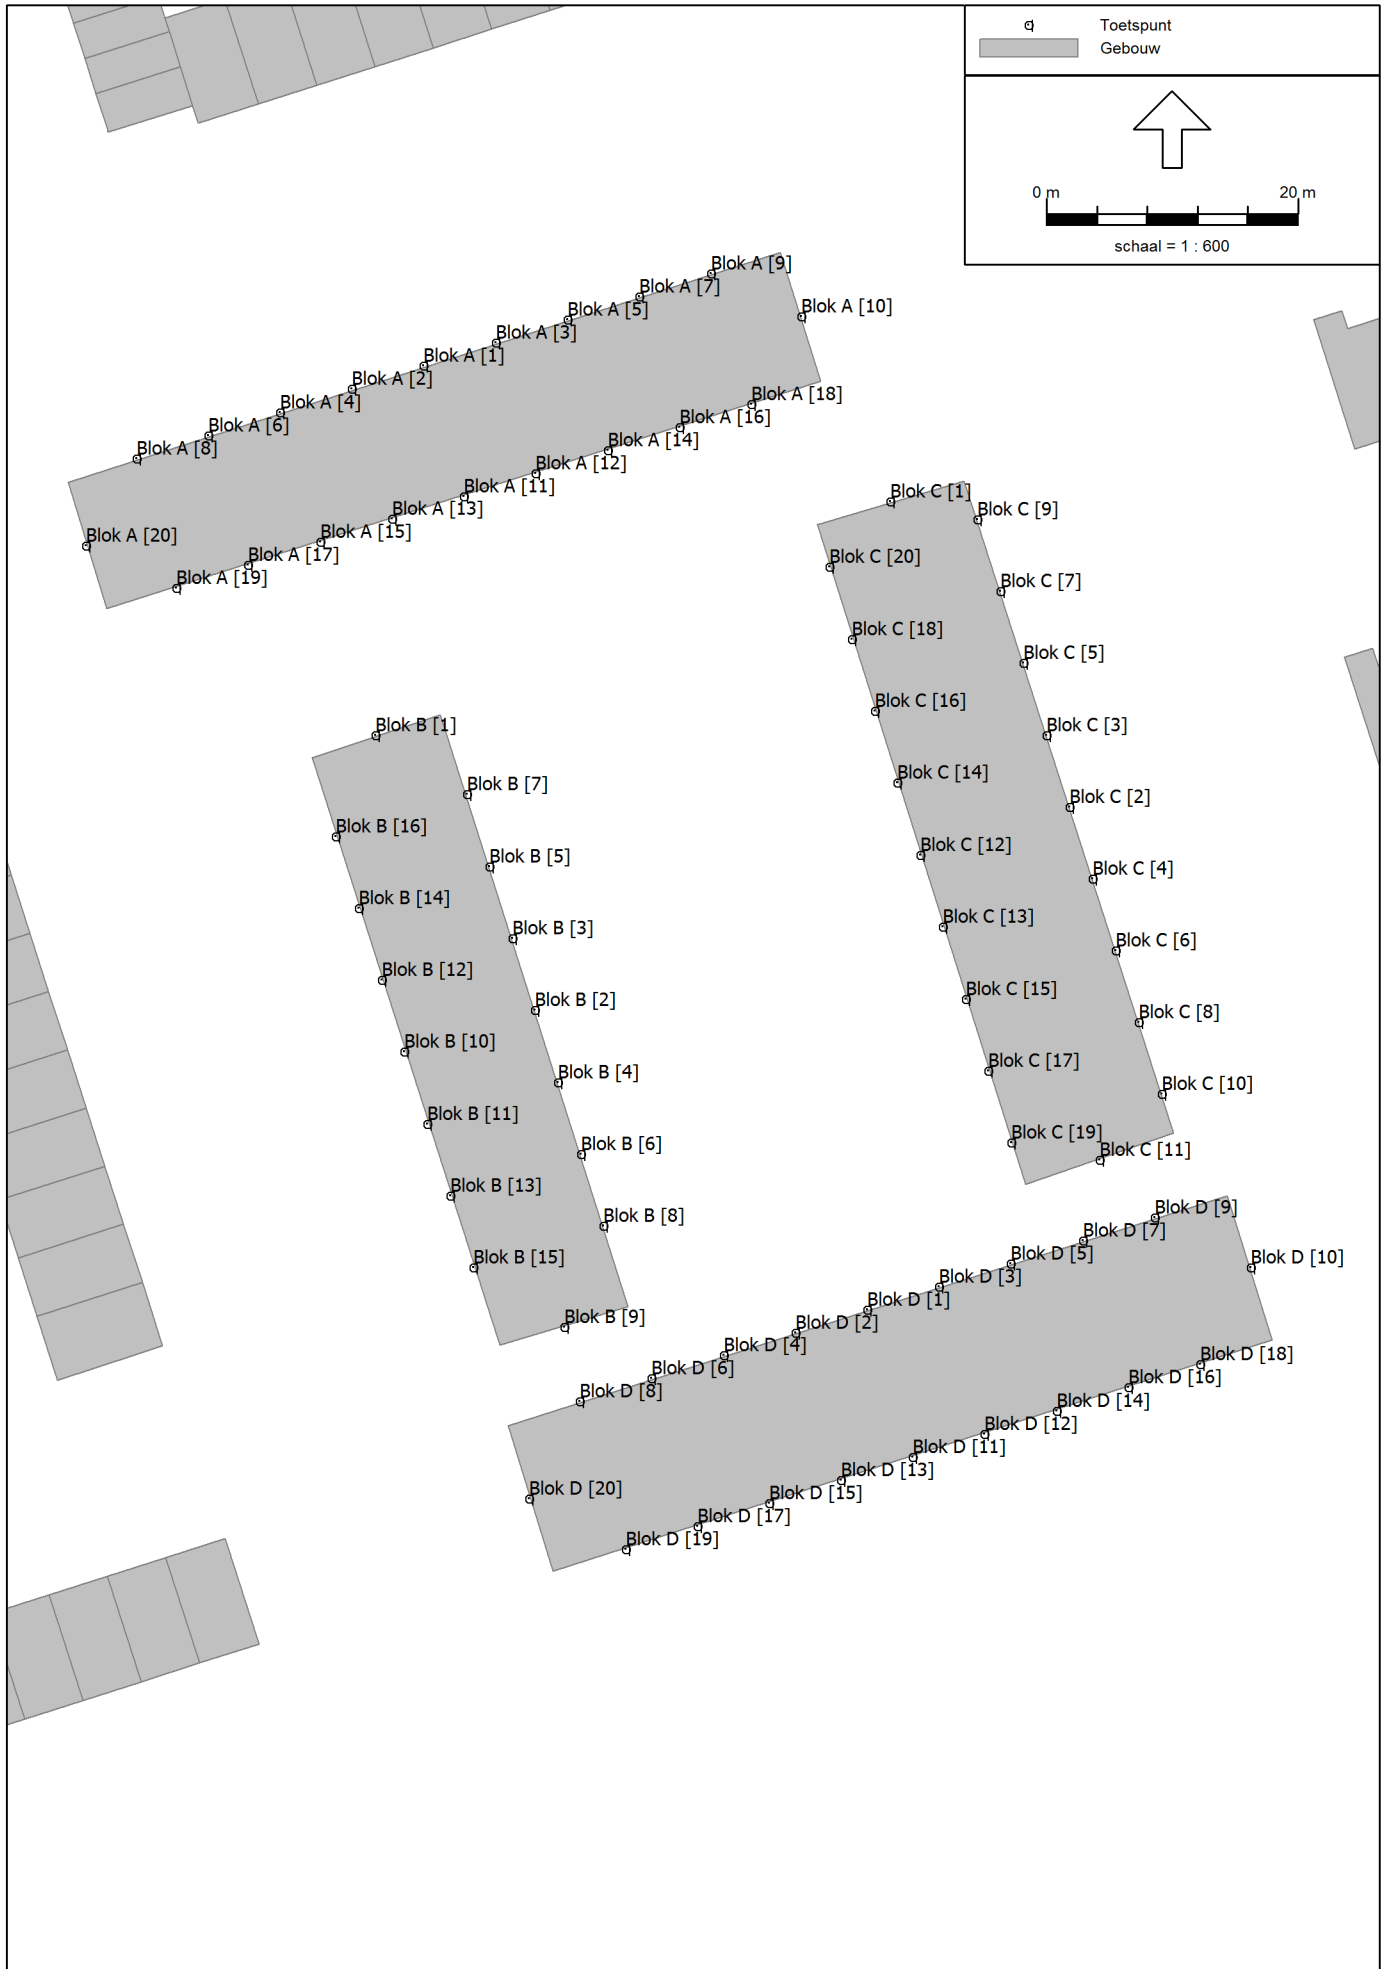 Toetspunt
Gebouw
0 m
20 m
schaal = 1 : 600
Blok A [9]
Blok A [7]
Blok A [10]
Blok A [5]
Blok A [3]
Blok A [1]
Blok A [2]
Blok A [18]
Blok A [4]
Blok A [16]
Blok A [6]
Blok A [14]
Blok A [8]
Blok A [12]
Blok A [11]
Blok A [13]
Blok A [15]
Blok A [20]
Blok A [17]
Blok A [19]
Blok C [1]
Blok C [9]
Blok C [20]
Blok C [7]
Blok C [18]
Blok C [5]
Blok C [16]
Blok C [3]
Blok C [14]
Blok C [2]
Blok C [12]
Blok C [4]
Blok C [13]
Blok C [6]
Blok C [15]
Blok C [8]
Blok C [17]
Blok C [10]
Blok C [19]
Blok C [11]
Blok B [1]
Blok B [7]
Blok B [16]
Blok B [5]
Blok B [14]
Blok B [3]
Blok B [12]
Blok B [2]
Blok B [10]
Blok B [4]
Blok B [11]
Blok B [6]
Blok B [13]
Blok B [8]
Blok B [15]
Blok B [9]
Blok D [9]
Blok D [7]
Blok D [5]
Blok D [10]
Blok D [3]
Blok D [1]
Blok D [2]
Blok D [4]
Blok D [18]
Blok D [6]
Blok D [16]
Blok D [8]
Blok D [14]
Blok D [12]
Blok D [11]
Blok D [13]
Blok D [20]
Blok D [15]
Blok D [17]
Blok D [19]